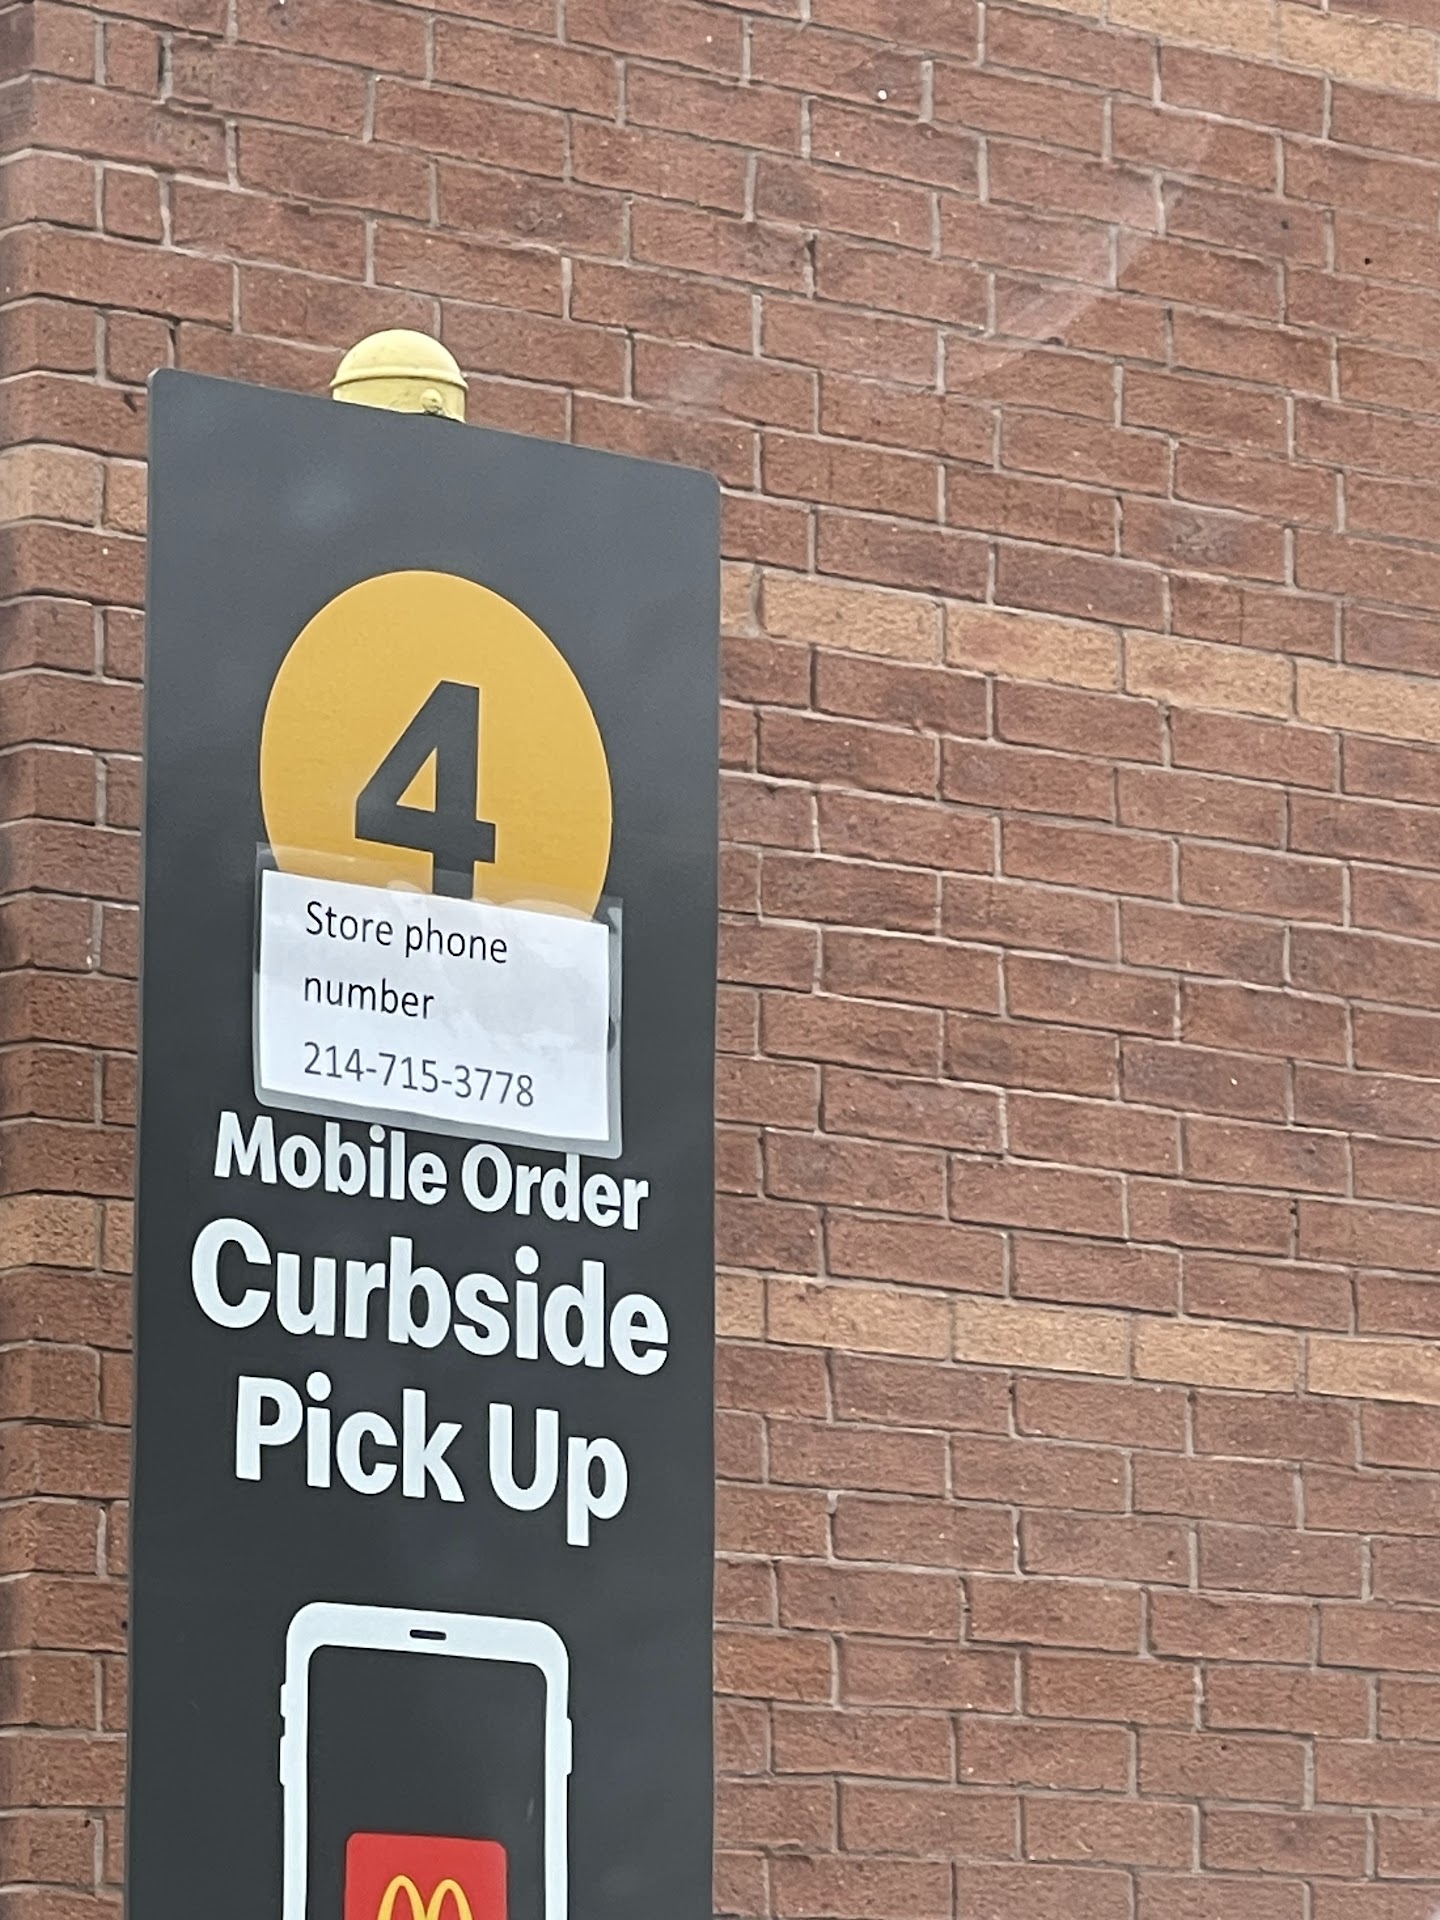 4
Store phone
number
214-715-3778
Mobile Order
Curbside
Pick Up